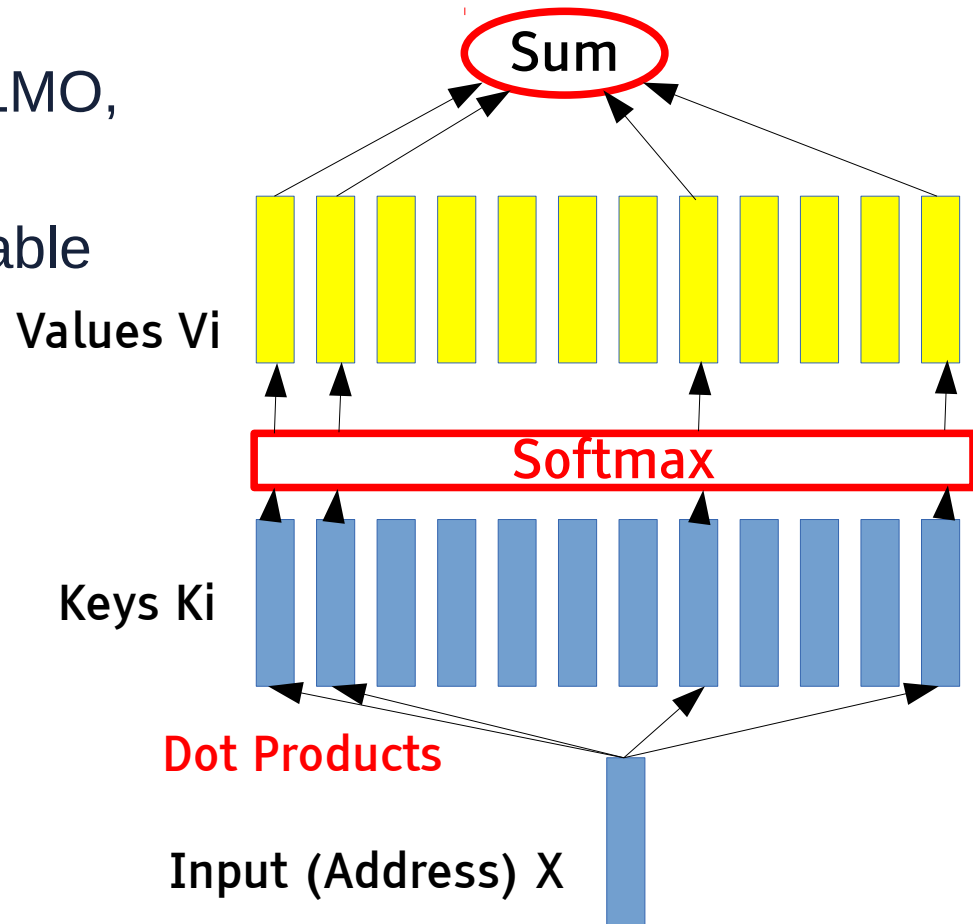 Sum
LMO,
able
Values Vi
Softmax
Keys Ki
Dot Products
Input (Address) X